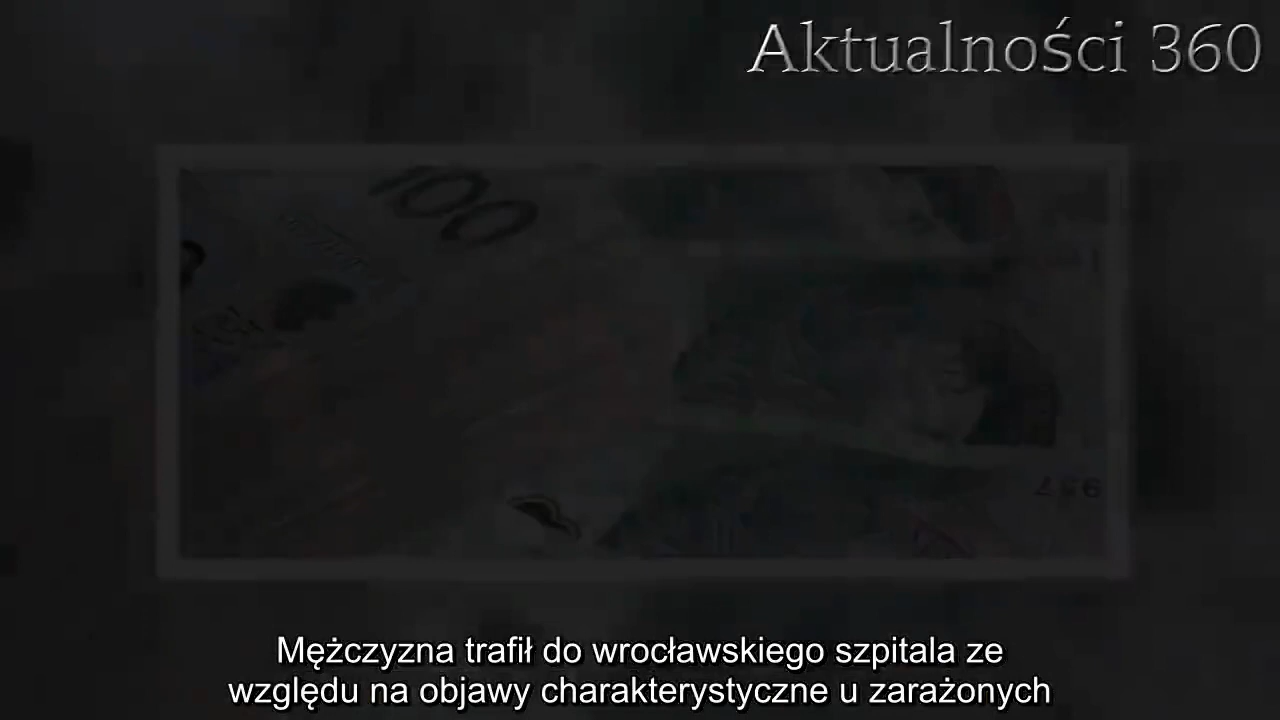 Aktualności 360
100
Mężczyzna trafił do wrocławskiego szpitala ze
względu na objawy charakterystyczne u zarażonych